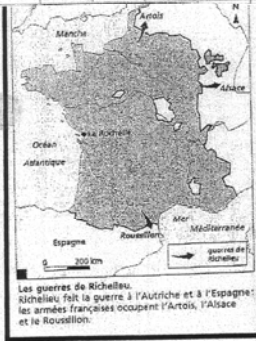 Artois
N
Manche
Alsace
La Rochelle
Océan
Atlantique
Mer
Méditerranée
Roussillon
Espagne
guerres de
Richelieu
0 200 km
Les guerres de Richelieu.
Richelieu fait la guerre à l'Autriche et à l'Espagne:
les armées françaises occupent l'Artois, l'Alsace
et le Roussillon.